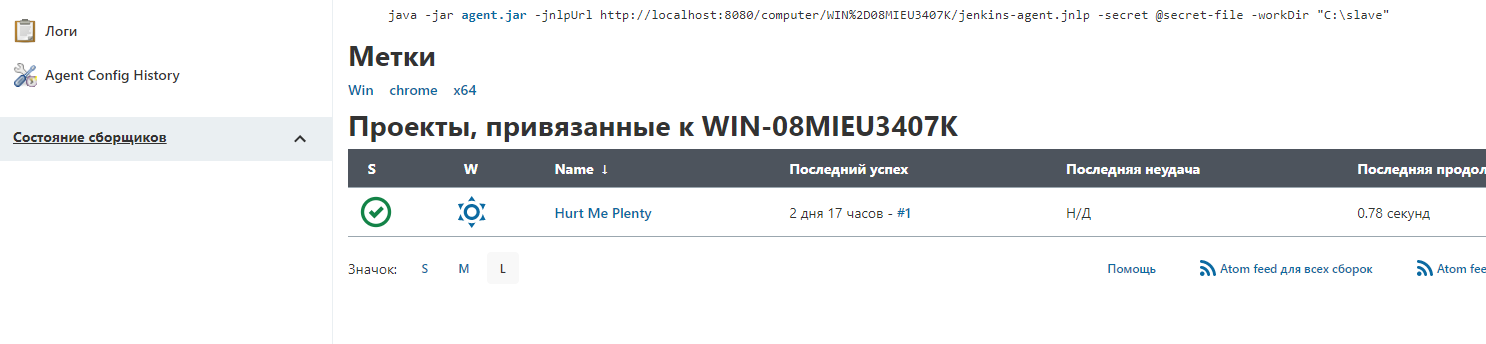 java -jar agent.jar -jnlpUrl http://localhost:8080/computer/WIN%2D08MIEU3407K/jenkins-agent.jnlp -secret @secret-file -workDir "C:\slave"
Логи
Agent Config History
Состояние сборщиков
Метки
Win chrome x64
Проекты, привязанные к WIN-08MIEU3407K
S W Name ↓ Последний успех Последняя неудача Последняя продол
Hurt Me Plenty 2 дня 17 часов - #1 Н/Д 0.78 секунд
Значок: S M L Помощь Atom feed для всех сборок Atom fee